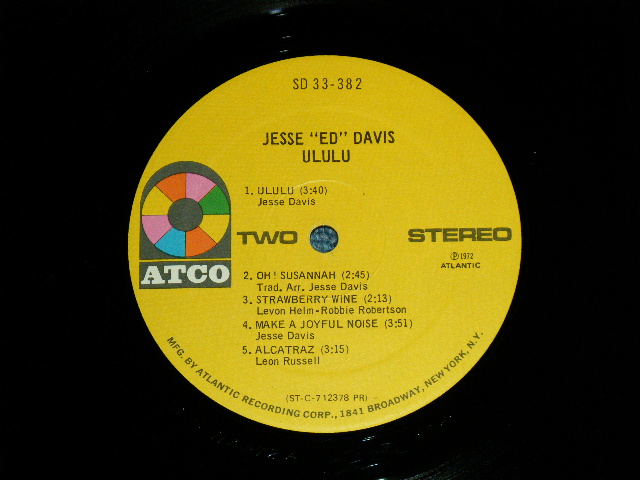 SD 33-382
JESSE "ED" DAVIS
ULULU
1. ULULU (3:40)
Jesse Davis
TWO
STEREO
℗ 1972
ATLANTIC
ATCO
2. OH! SUSANNAH (2:45)
Trad. Arr. Jesse Davis
3. STRAWBERRY WINE (2:13)
Levon Helm-Robbie Robertson
4. MAKE A JOYFUL NOISE (3:51)
Jesse Davis
5. ALCATRAZ (3:15)
Leon Russell
(ST-C-712378 PR)
MFG. BY ATLANTIC RECORDING CORP., 1841 BROADWAY, NEW YORK, N.Y.